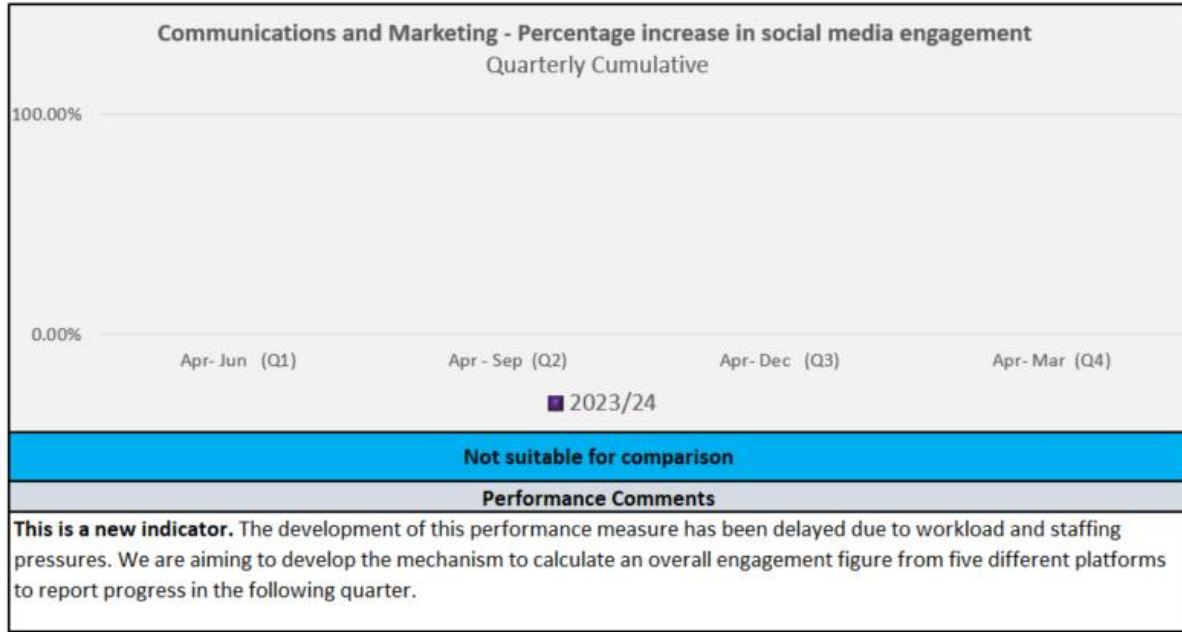 Communications and Marketing - Percentage increase in social media engagement
Quarterly Cumulative
100.00%
0.00%
Apr- Jun (Q1) Apr - Sep (Q2) Apr- Dec (Q3) Apr- Mar (Q4)
2023/24
Not suitable for comparison
Performance Comments
This is a new indicator. The development of this performance measure has been delayed due to workload and staffing
pressures. We are aiming to develop the mechanism to calculate an overall engagement figure from five different platforms
to report progress in the following quarter.